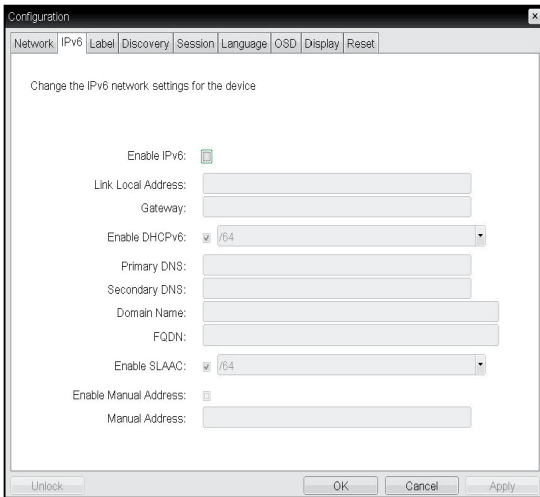 Configuration
Network IPv6 Label Discovery Session Language OSD Display Reset
Change the IPv6 network settings for the device
Enable IPv6:
Link Local Address:
Gateway:
Enable DHCPv6: /64
Primary DNS:
Secondary DNS:
Domain Name:
FQDN:
Enable SLAAC: /64
Enable Manual Address:
Manual Address:
Unlock OK Cancel Apply